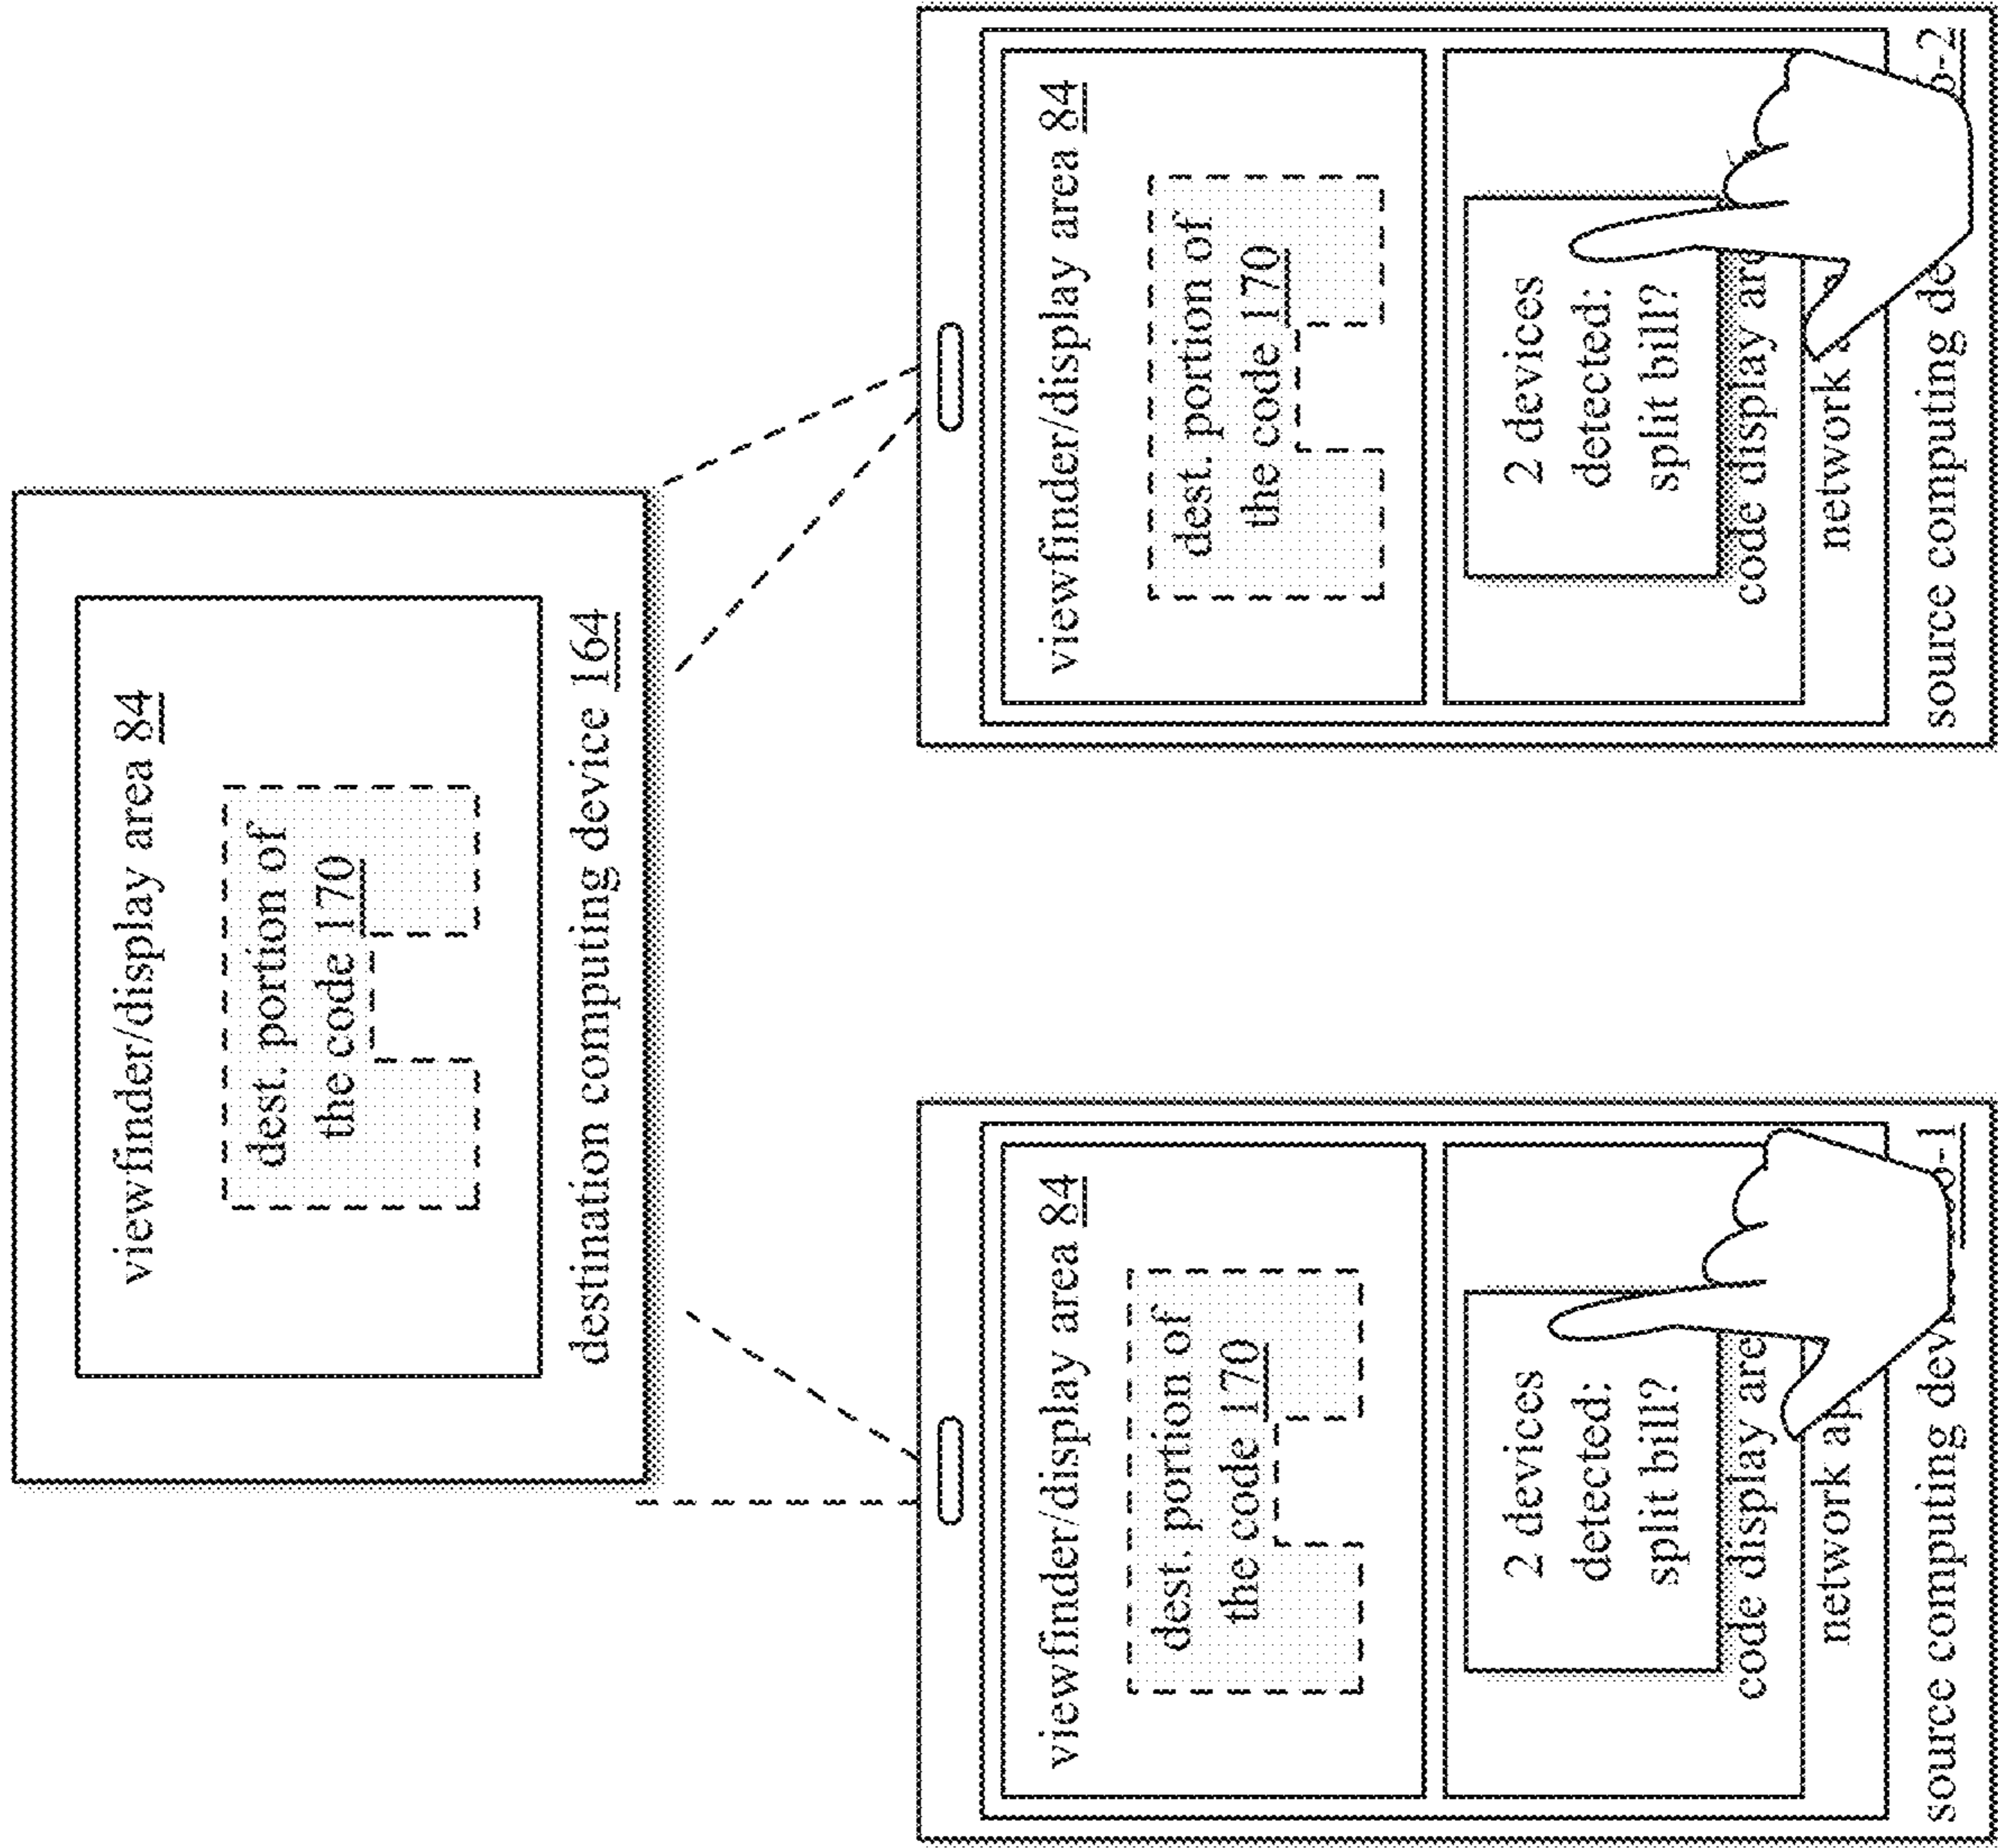 viewfinder/display area 84
dest. portion of
the code 170
destination computing device 164
viewfinder/display area 84
dest. portion of
the code 170
2 devices
detected:
split bill?
code display are
network ap
source computing dev
-1
viewfinder/display area 84
dest. portion of
the code 170
2 devices
detected:
split bill?
code display are
network
source computing de
-2